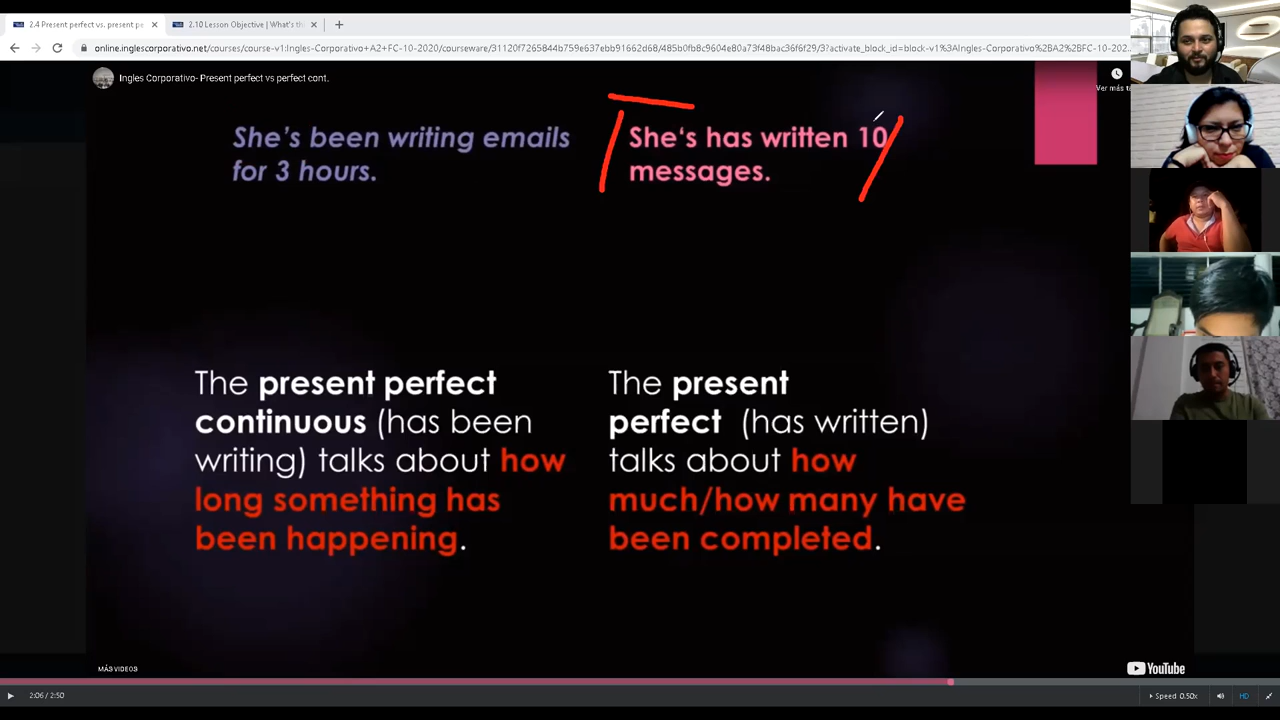 2.4 Present perfect vs. present pe
2.10 Lesson Objective | What's th
online.inglescorporativo.net/courses/course-v1:Ingles-Corporativo+A2+FC-10-2020/courseware/31120f7265844b759e637ebb91662d68/485b0fb8c9604e80a73f48bac36f6f29/3?activate_block_id=block-v1%3AIngles-Corporativo%2BA2%2BFC-10-202...
Ingles Corporativo- Present perfect vs perfect cont.
Ver más ta
She's been writing emails
for 3 hours.
She's has written 10
messages.
The present perfect
continuous (has been
writing) talks about how
long something has
been happening.
The present
perfect (has written)
talks about how
much/how many have
been completed.
MÁS VIDEOS
YouTube
2:06 / 2:50
Speed 0.50x
HD